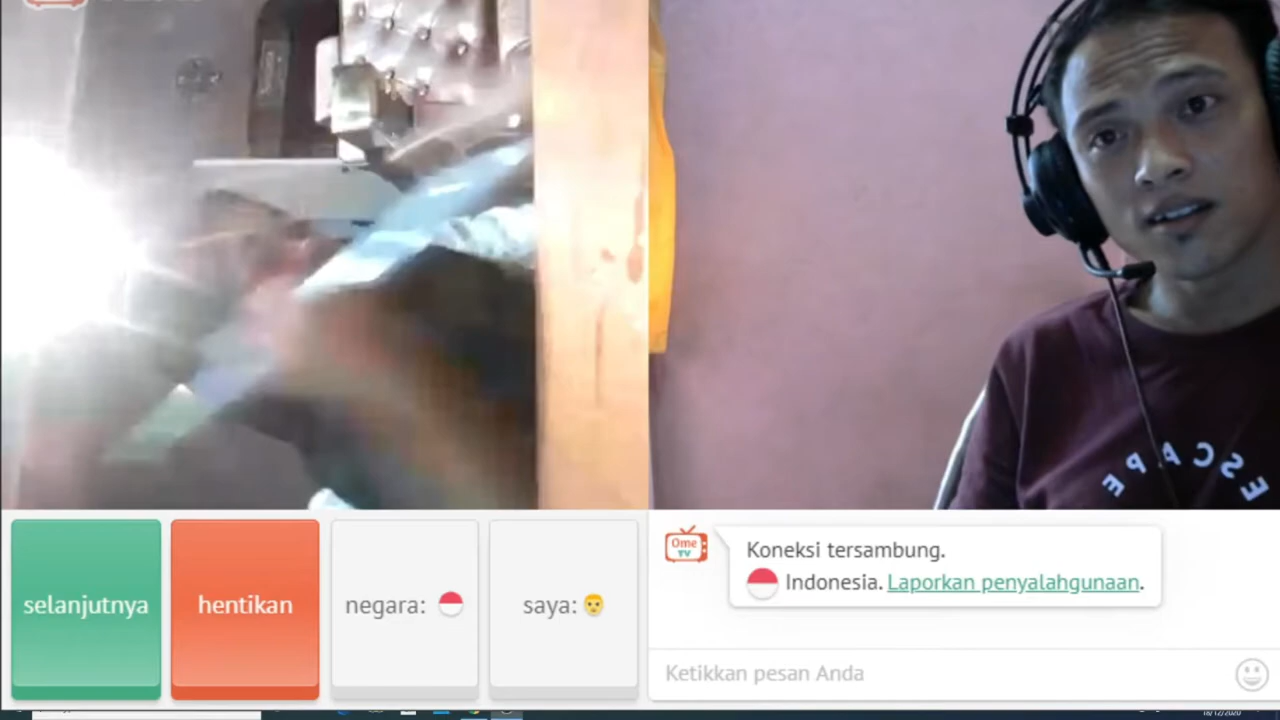 ESCAPE
selanjutnya
hentikan
negara:
saya:
Ome
TV
Koneksi tersambung.
Indonesia. Laporkan penyalahgunaan.
Ketikkan pesan Anda